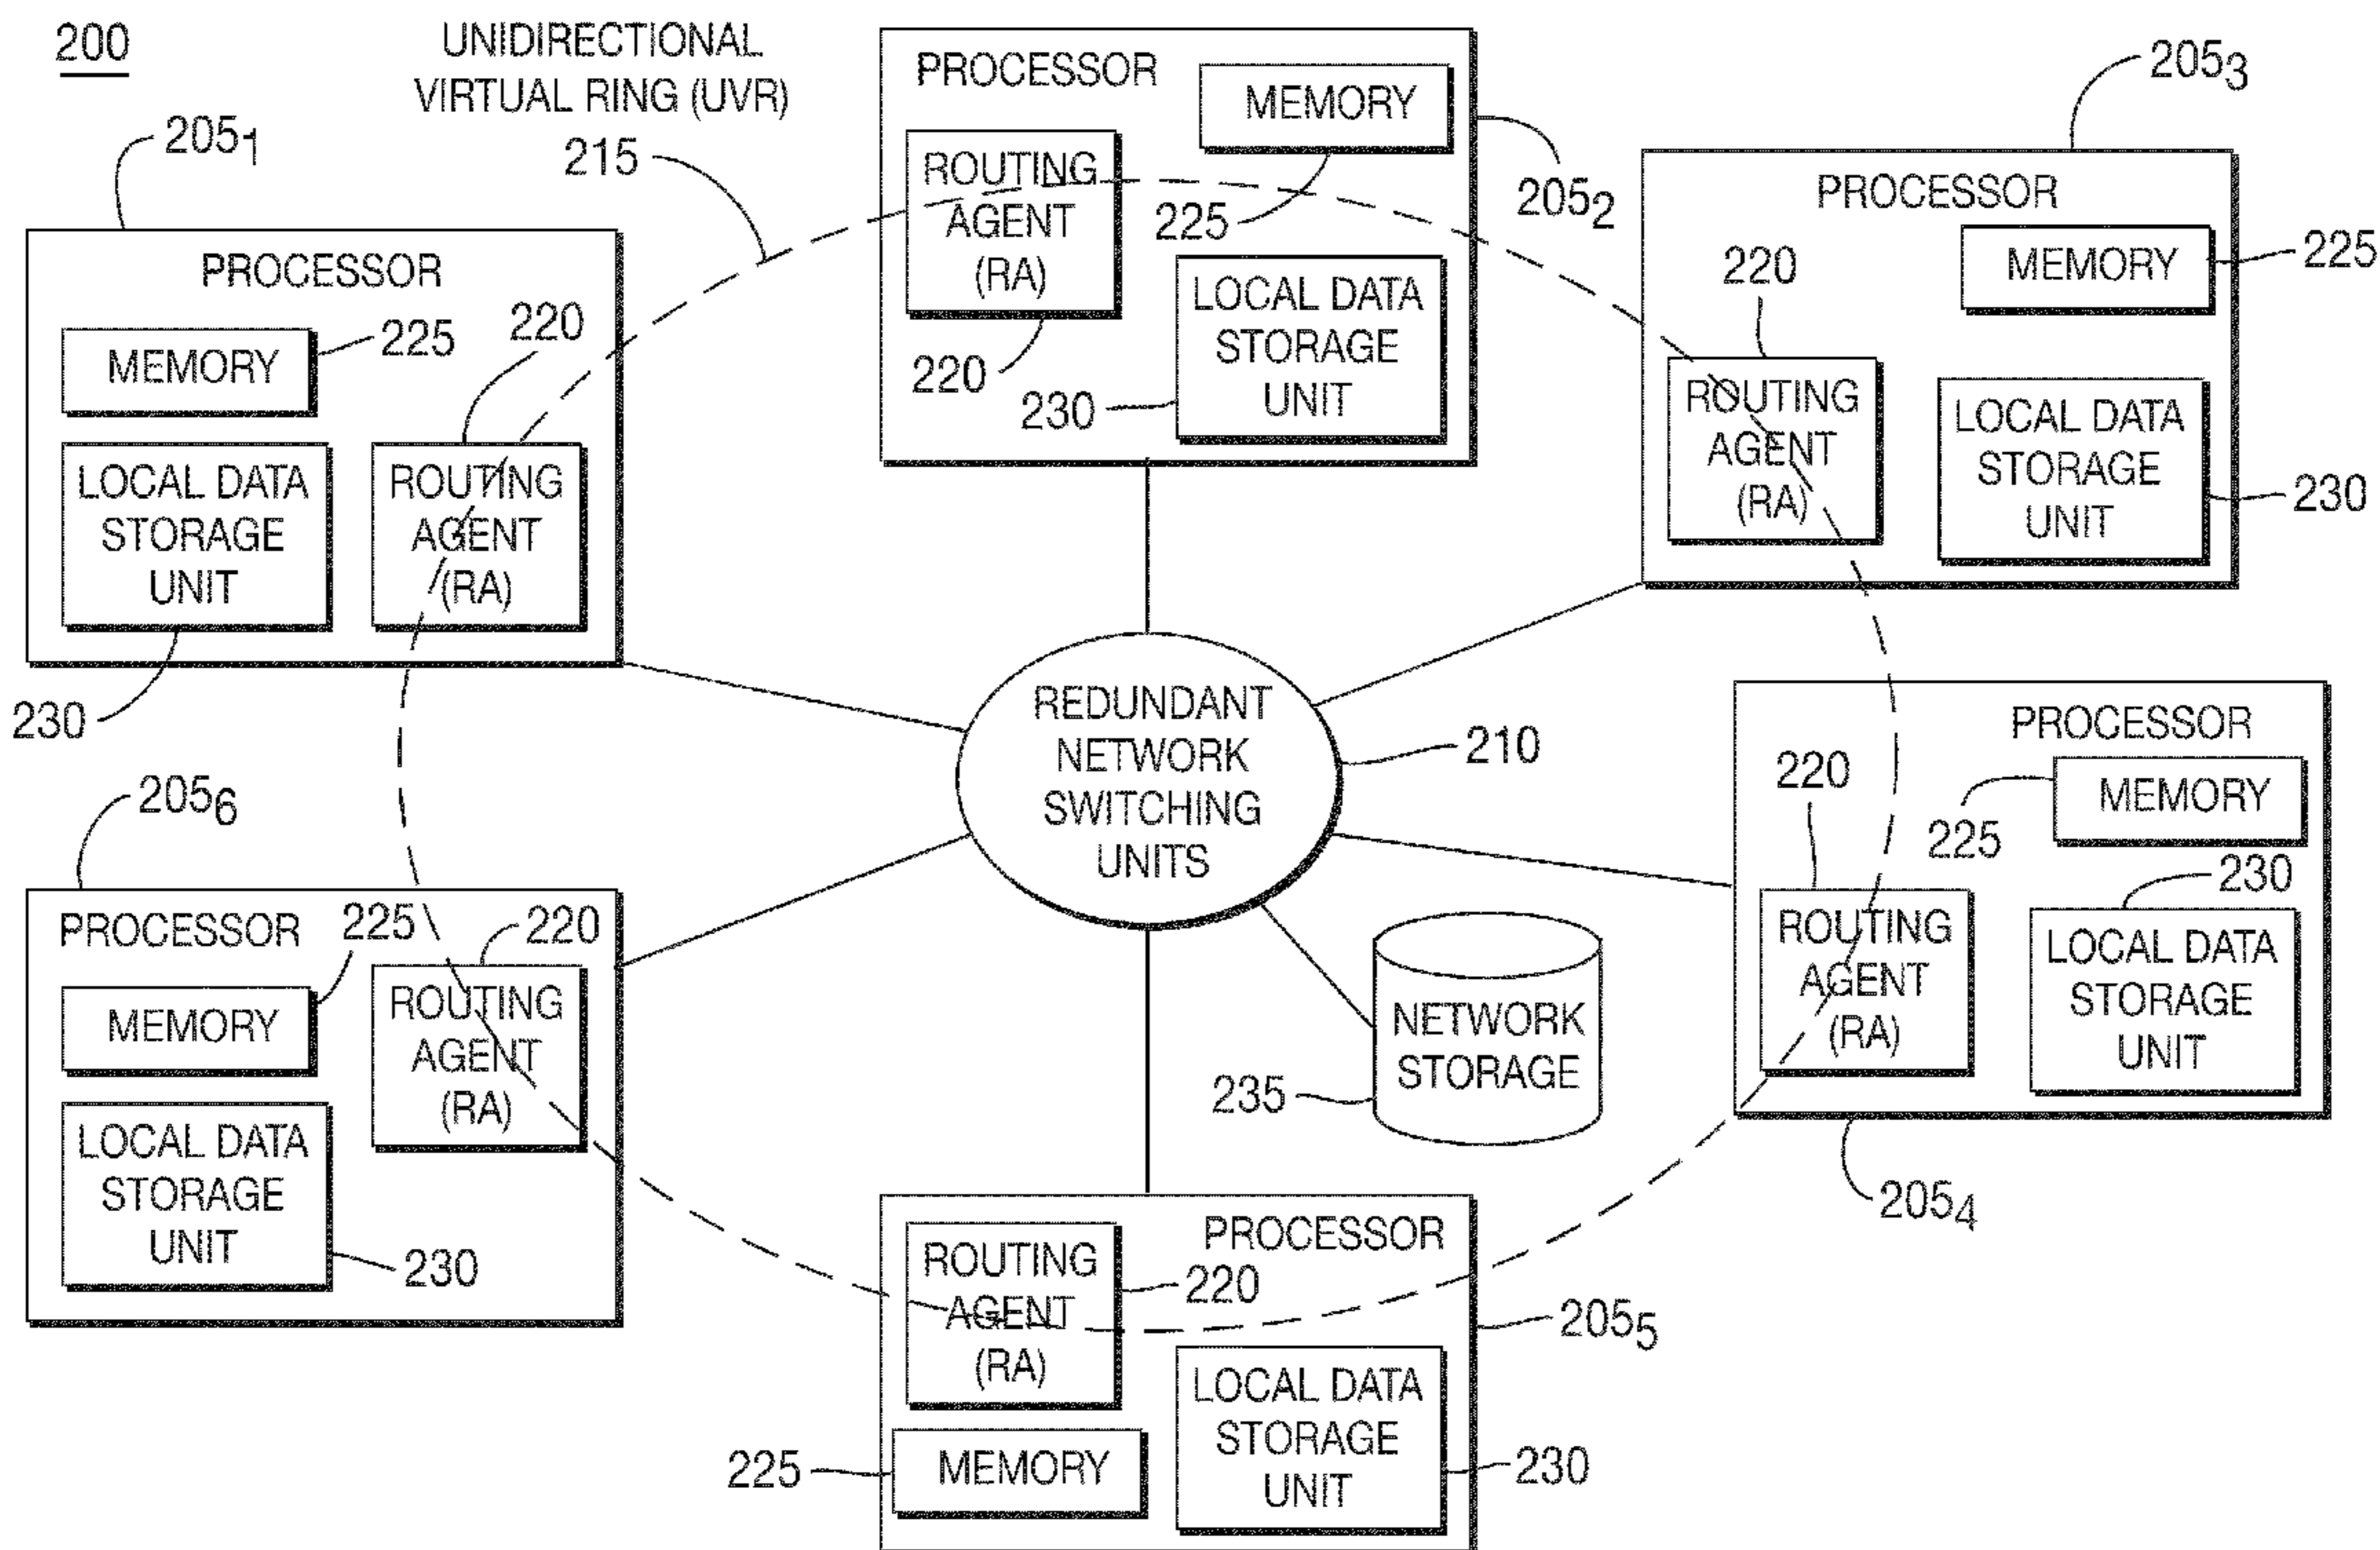 200
UNIDIRECTIONAL
VIRTUAL RING (UVR)
215
205₁
PROCESSOR
MEMORY
225
220
LOCAL DATA
STORAGE
UNIT
230
ROUTING
AGENT
(RA)
PROCESSOR
MEMORY
225
205₂
ROUTING
AGENT
(RA)
220
LOCAL DATA
STORAGE
UNIT
230
205₃
PROCESSOR
MEMORY
225
220
ROUTING
AGENT
(RA)
LOCAL DATA
STORAGE
UNIT
230
REDUNDANT
NETWORK
SWITCHING
UNITS
210
PROCESSOR
220
MEMORY
225
230
ROUTING
AGENT
(RA)
LOCAL DATA
STORAGE
UNIT
205₄
205₆
PROCESSOR
225
220
MEMORY
ROUTING
AGENT
(RA)
LOCAL DATA
STORAGE
UNIT
230
NETWORK
STORAGE
235
PROCESSOR
ROUTING
AGENT
(RA)
220
205₅
LOCAL DATA
STORAGE
UNIT
230
225
MEMORY